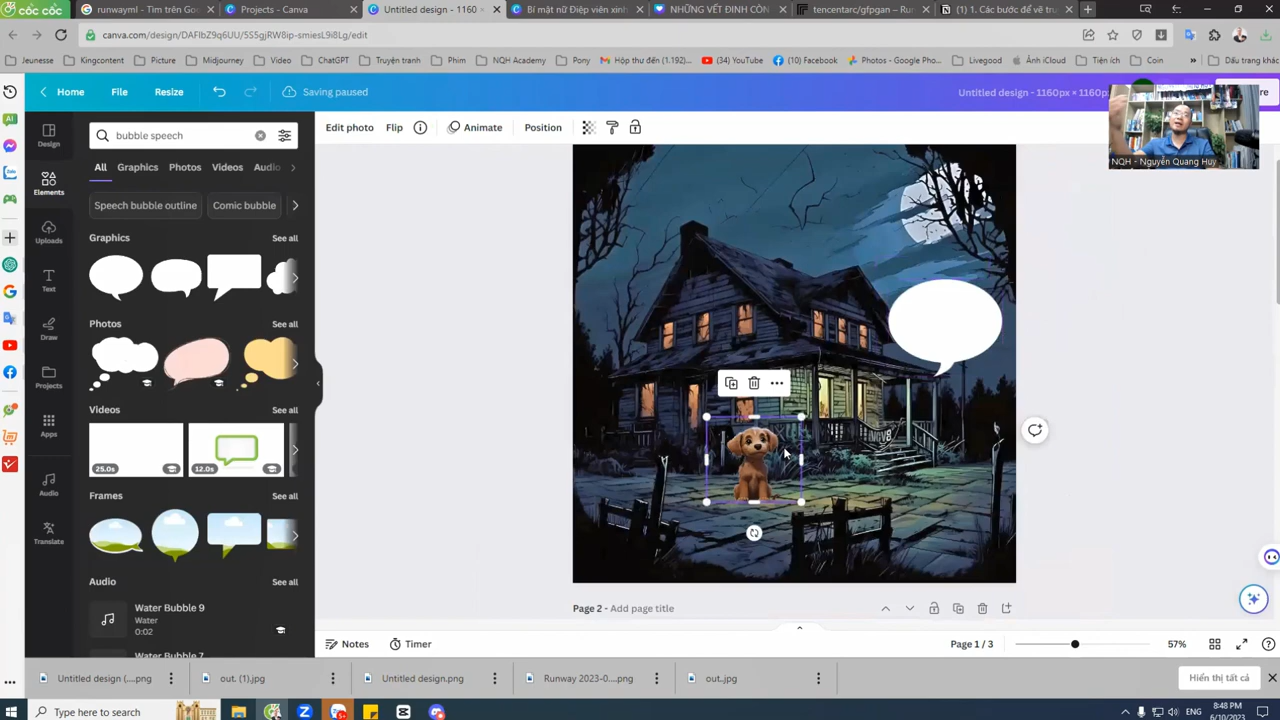 cốc cốc
runwayml - Tìm trên Goo
Projects - Canva
Untitled design - 1160
Bí mật nữ Điệp viên xinh
NHỮNG VẾT ĐINH CÒN
tencentarc/gfpgan – Ru
(1) 1. Các bước để vẽ tru
canva.com/design/DAFlbZ9q6UU/5S5gjRW8ip-smiesL9i8Lg/edit
Jeunesse
Kingcontent
Picture
Midjourney
Video
ChatGPT
Truyện tranh
Phim
NQH Academy
Pony
Hộp thư đến (1.192)...
(34) YouTube
(10) Facebook
Photos - Google Pho...
Livegood
Ảnh iCloud
Tiện ích
Coin
Dấu trang khác
Home
File
Resize
Saving paused
Untitled design - 1160px × 1160px
NQH - Nguyễn Quang Huy
Design
Elements
Uploads
Text
Draw
Projects
Apps
Audio
Translate
bubble speech
All
Graphics
Photos
Videos
Audio
Speech bubble outline
Comic bubble
Graphics
See all
Photos
See all
Videos
See all
25.0s
12.0s
Frames
See all
Audio
See all
Water Bubble 9
Water
0:02
Water Bubble 7
Edit photo
Flip
Animate
Position
Page 2 - Add page title
Notes
Timer
Page 1 / 3
57%
Untitled design (....png
out. (1).jpg
Untitled design.png
Runway 2023-0....png
out.jpg
Hiển thị tất cả
Type here to search
ENG
8:48 PM
6/10/2023